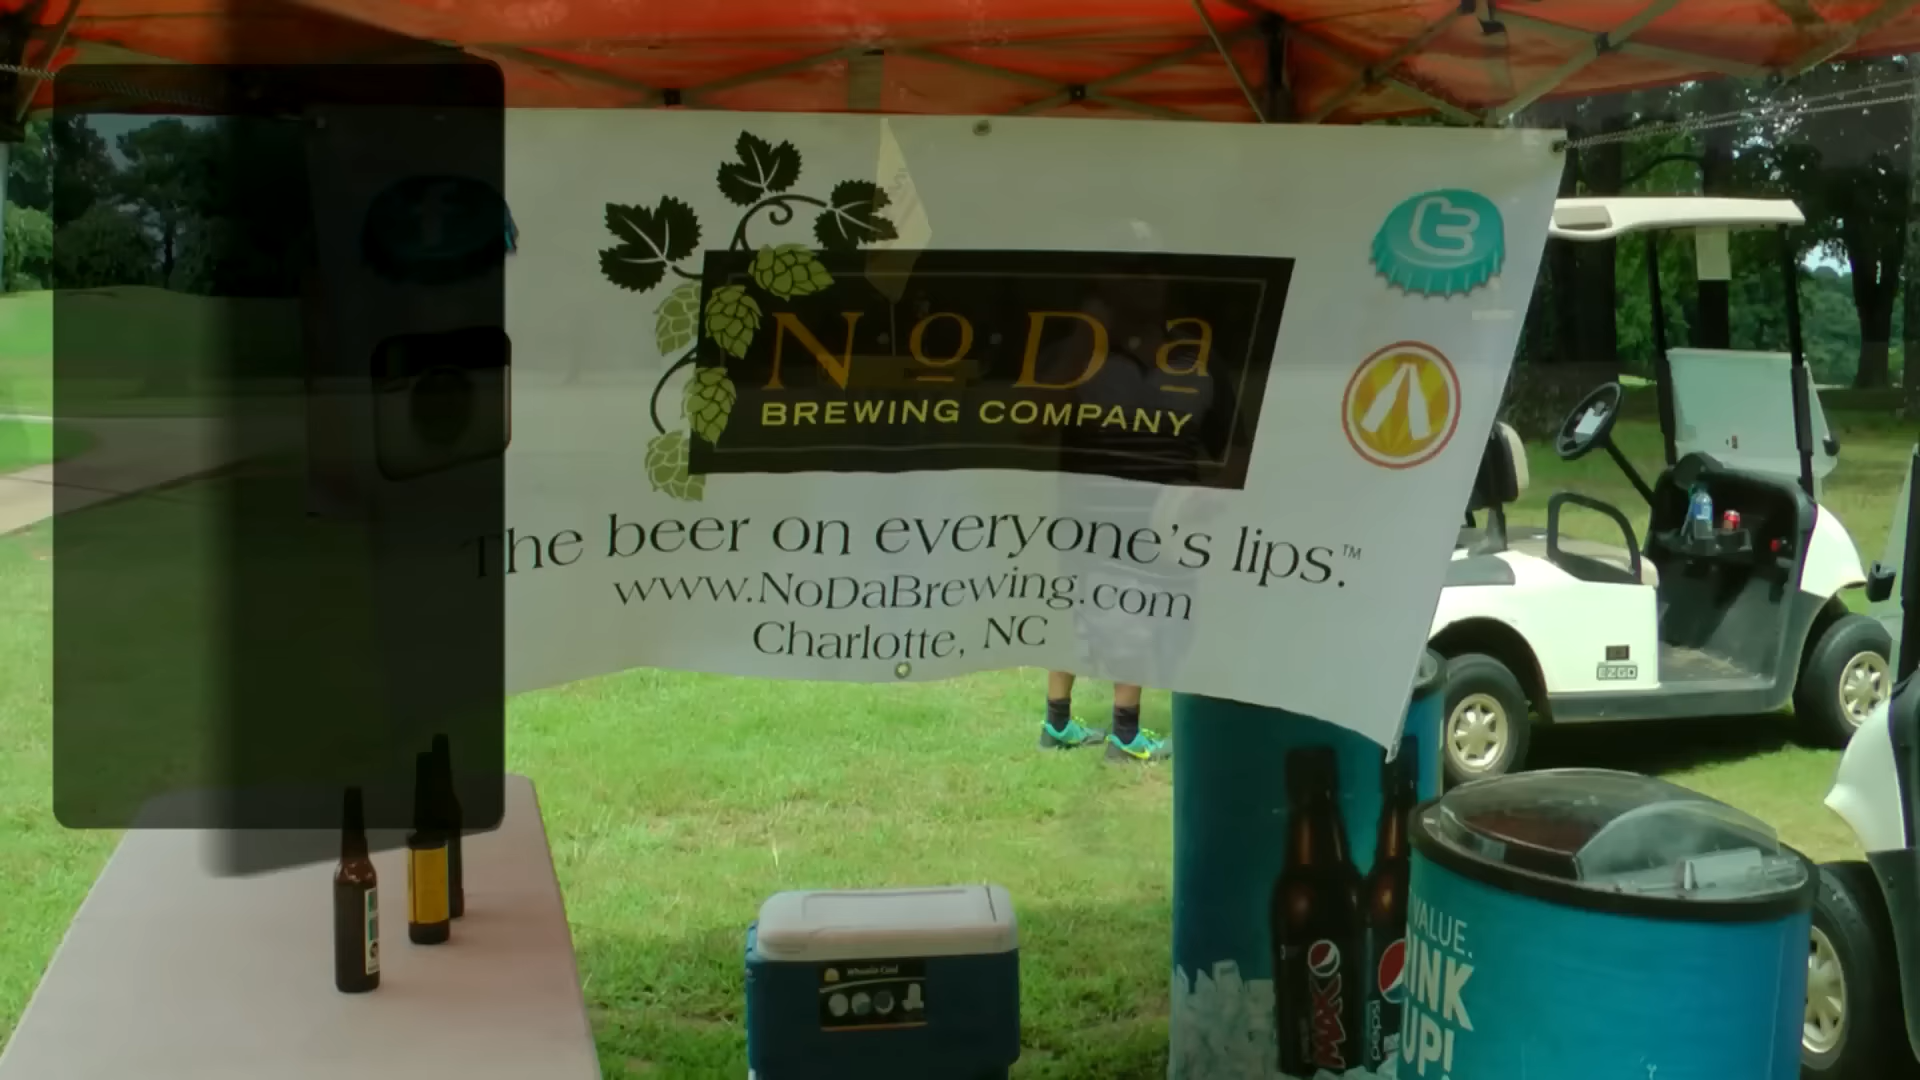 NoDa
BREWING COMPANY
The beer on everyone's lips.™
www.NoDaBrewing.com
Charlotte, NC
EZGO
VALUE.
INK
UP!
MAX
pepsi